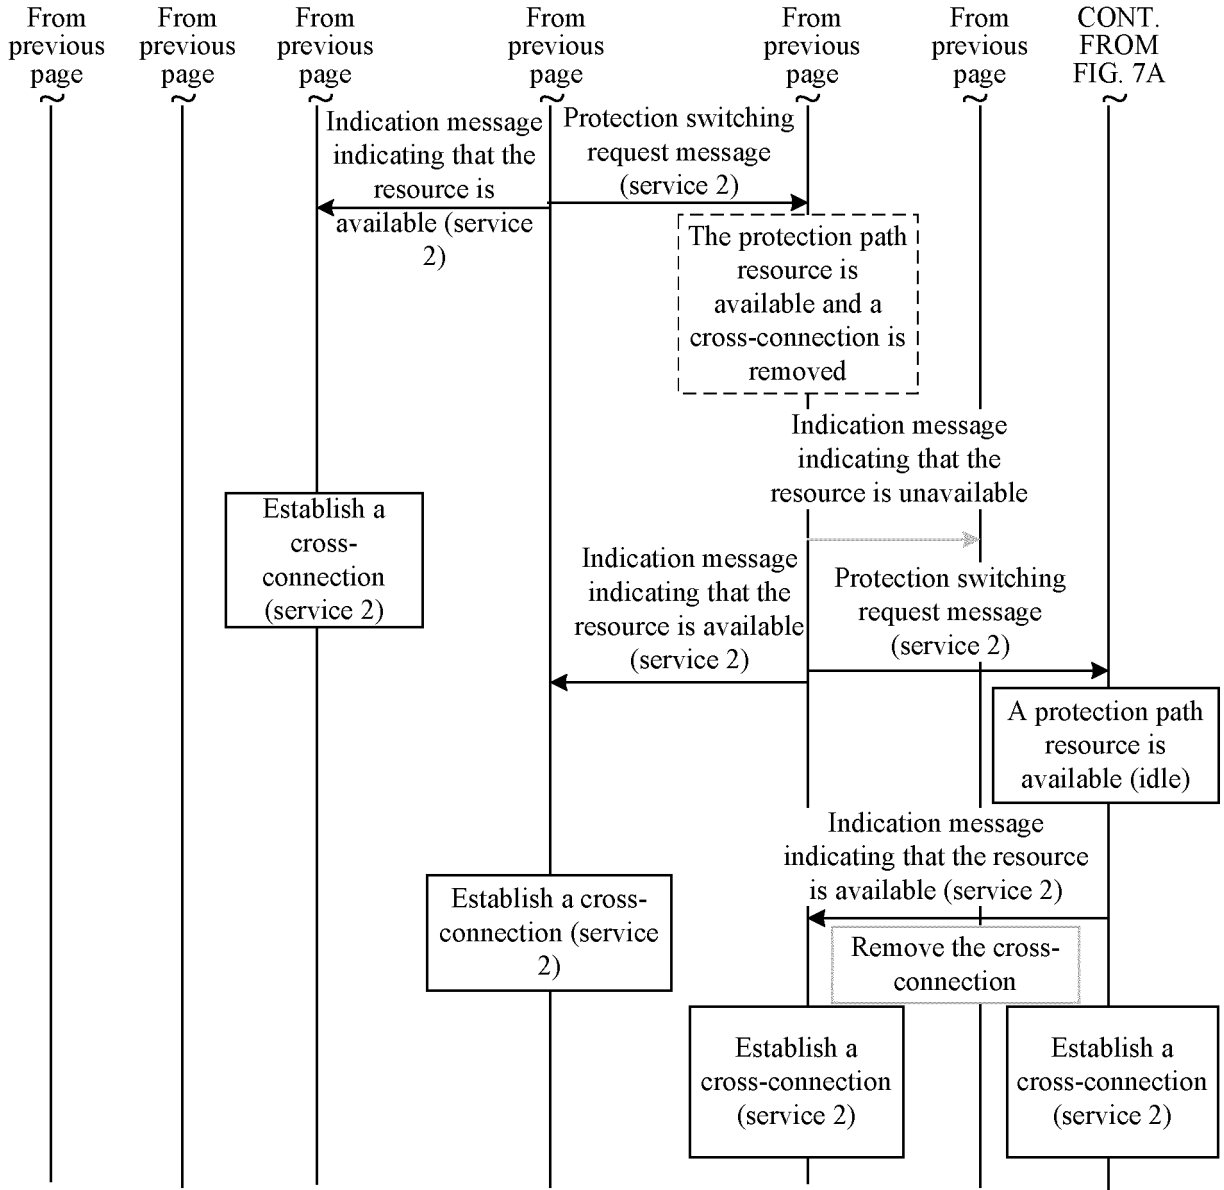 From
previous
page
From
previous
page
From
previous
page
From
previous
page
From
previous
page
From
previous
page
CONT.
FROM
FIG. 7A
Indication message
indicating that the
resource is
available (service
2)
Protection switching
request message
(service 2)
The protection path
resource is
available and a
cross-connection is
removed
Indication message
indicating that the
resource is unavailable
Establish a
cross-
connection
(service 2)
Indication message
indicating that the
resource is available
(service 2)
Protection switching
request message
(service 2)
A protection path
resource is
available (idle)
Indication message
indicating that the resource
is available (service 2)
Establish a cross-
connection (service
2)
Remove the cross-
connection
Establish a
cross-connection
(service 2)
Establish a
cross-connection
(service 2)